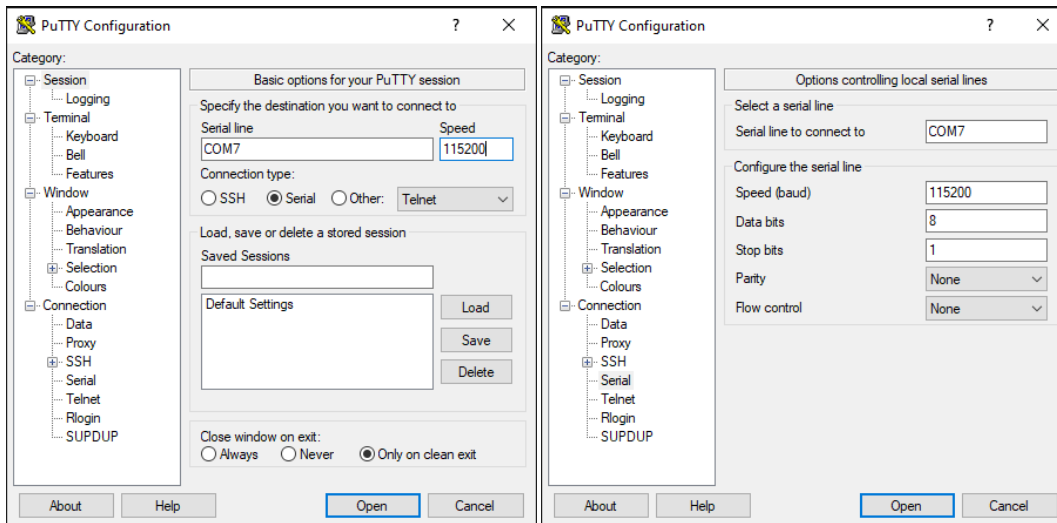 PuTTY Configuration
?
Category:
Session
Logging
Terminal
Keyboard
Bell
Features
Window
Appearance
Behaviour
Translation
Selection
Colours
Connection
Data
Proxy
SSH
Serial
Telnet
Rlogin
SUPDUP
Basic options for your PuTTY session
Specify the destination you want to connect to
Serial line Speed
COM7 115200
Connection type:
SSH Serial Other: Telnet
Load, save or delete a stored session
Saved Sessions
Default Settings
Load
Save
Delete
Close window on exit:
Always Never Only on clean exit
About Help Open Cancel
PuTTY Configuration
?
Category:
Session
Logging
Terminal
Keyboard
Bell
Features
Window
Appearance
Behaviour
Translation
Selection
Colours
Connection
Data
Proxy
SSH
Serial
Telnet
Rlogin
SUPDUP
Options controlling local serial lines
Select a serial line
Serial line to connect to COM7
Configure the serial line
Speed (baud) 115200
Data bits 8
Stop bits 1
Parity None
Flow control None
About Help Open Cancel